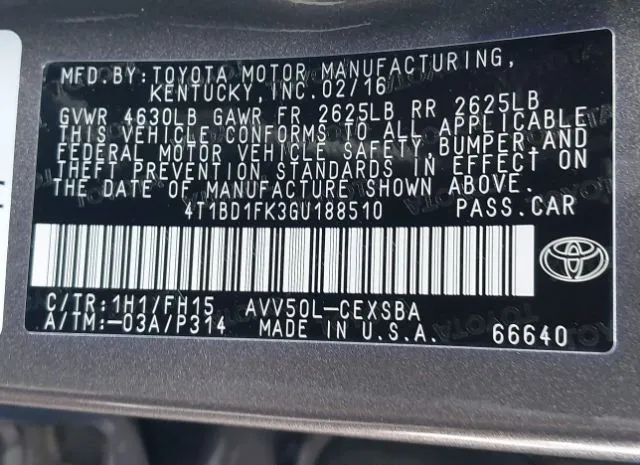 MFD.BY:TOYOTA MOTOR MANUFACTURING,
KENTUCKY,INC.02/16
GVWR 4630LB GAWR FR 2625LB RR 2625LB
THIS VEHICLE CONFORMS TO ALL APPLICABLE
FEDERAL MOTOR VEHICLE SAFETY,BUMPER,AND
THEFT PREVENTION STANDARDS IN EFFECT ON
THE DATE OF MANUFACTURE SHOWN ABOVE.
4T1BD1FK3GU188510 PASS.CAR
C/TR:1H1/FH15 AVV50L-CEXSBA
A/TM:-03A/P314 MADE IN U.S.A. 66640